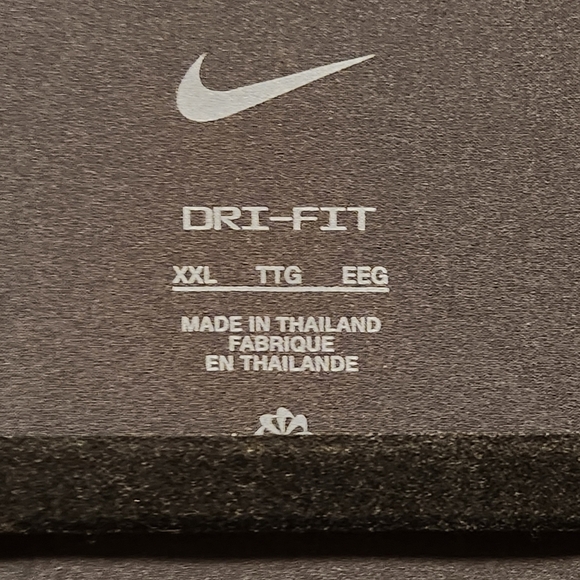 DRI-FIT
XXL TTG EEG
MADE IN THAILAND
FABRIQUE
EN THAILANDE